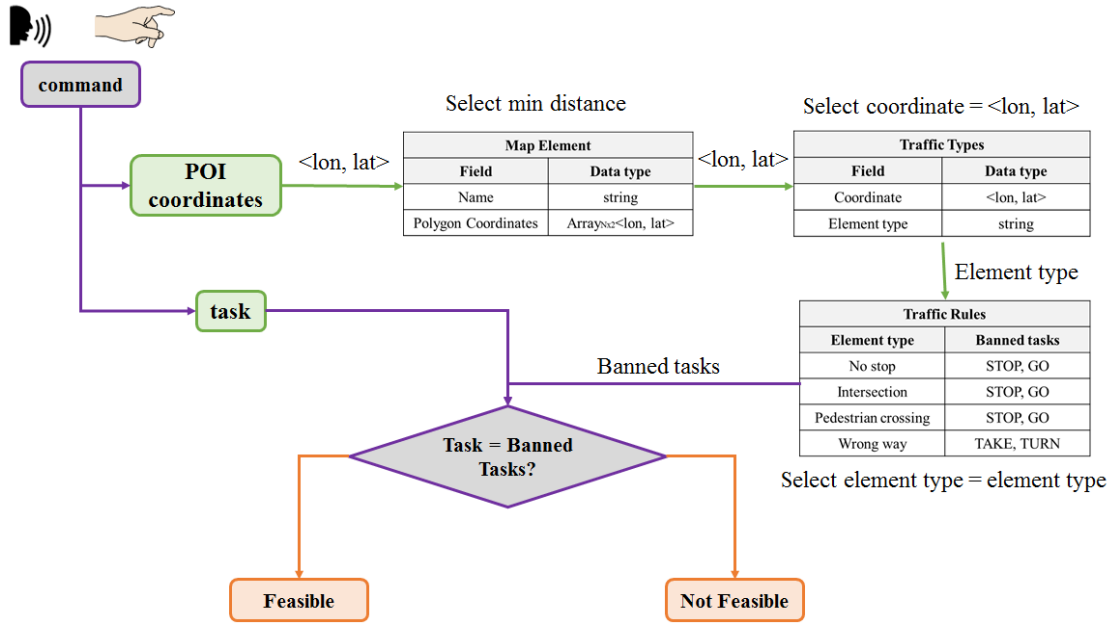 command
Select min distance
Select coordinate = <lon, lat>
POI
coordinates
<lon, lat>
Map Element
Field Data type
Name string
Polygon Coordinates ArrayNx2<lon, lat>
<lon, lat>
Traffic Types
Field Data type
Coordinate <lon, lat>
Element type string
Element type
task
Traffic Rules
Element type Banned tasks
No stop STOP, GO
Intersection STOP, GO
Pedestrian crossing STOP, GO
Wrong way TAKE, TURN
Select element type = element type
Banned tasks
Task = Banned
Tasks?
Feasible
Not Feasible